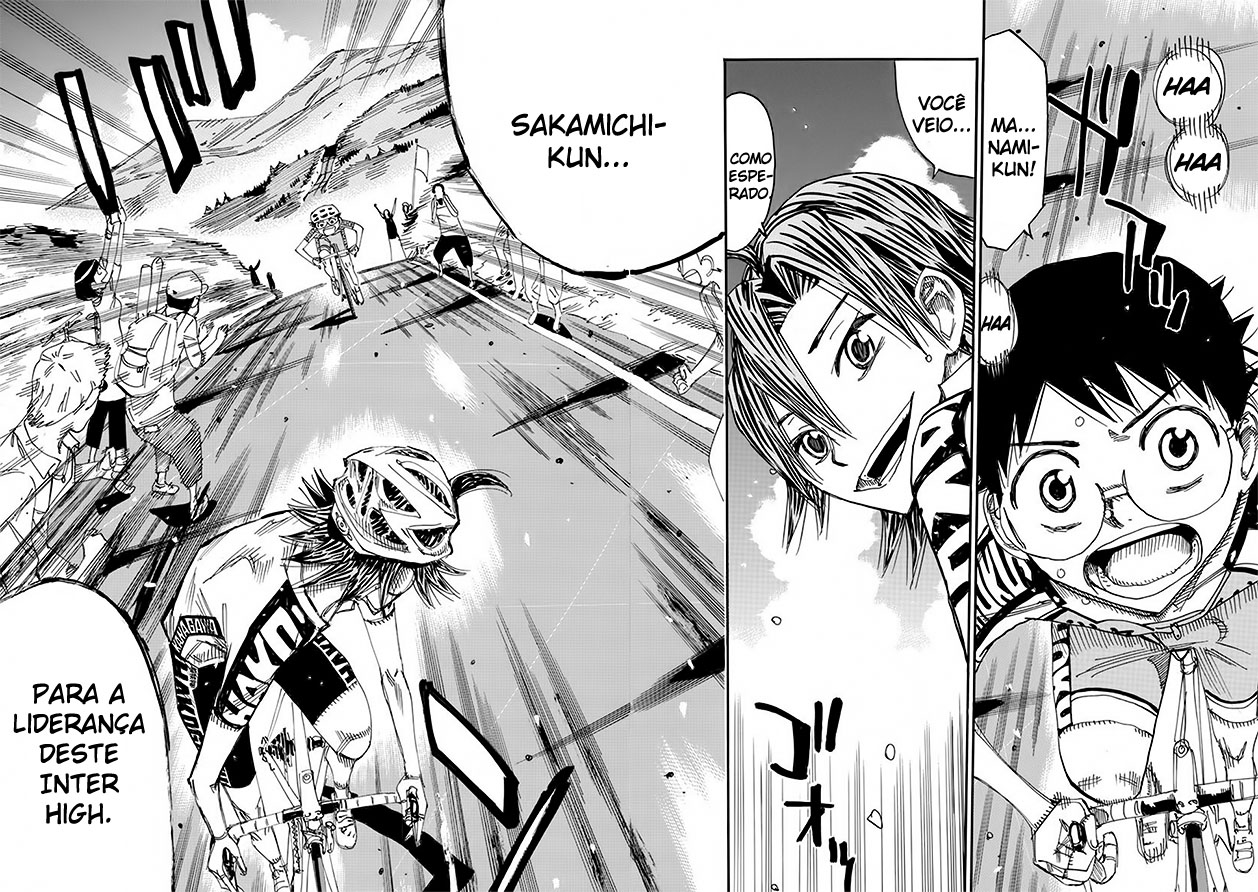 HAA
HAA
MA...
NAMI-
KUN!
HAA
VOCÊ
VEIO...
COMO
ESPE-
RADO
SAKAMICHI-
KUN...
PARA A
LIDERANÇA
DESTE
INTER
HIGH.